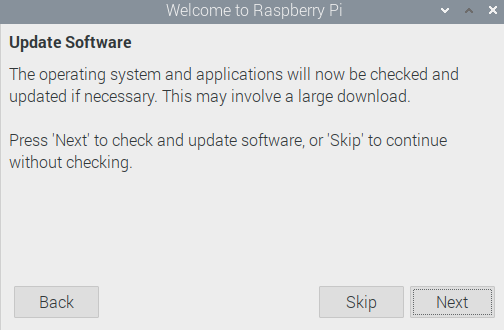 Welcome to Raspberry Pi
Update Software
The operating system and applications will now be checked and
updated if necessary. This may involve a large download.
Press 'Next' to check and update software, or 'Skip' to continue
without checking.
Back
Skip
Next